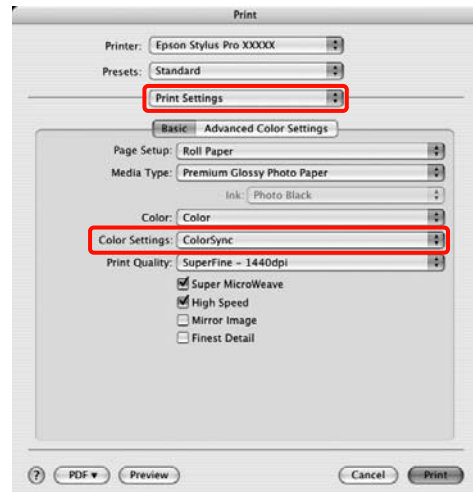 Print
Printer: Epson Stylus Pro XXXXX
Presets: Standard
Print Settings
Basic Advanced Color Settings
Page Setup: Roll Paper
Media Type: Premium Glossy Photo Paper
Ink: Photo Black
Color: Color
Color Settings: ColorSync
Print Quality: SuperFine – 1440dpi
Super MicroWeave
High Speed
Mirror Image
Finest Detail
? PDF Preview Cancel Print